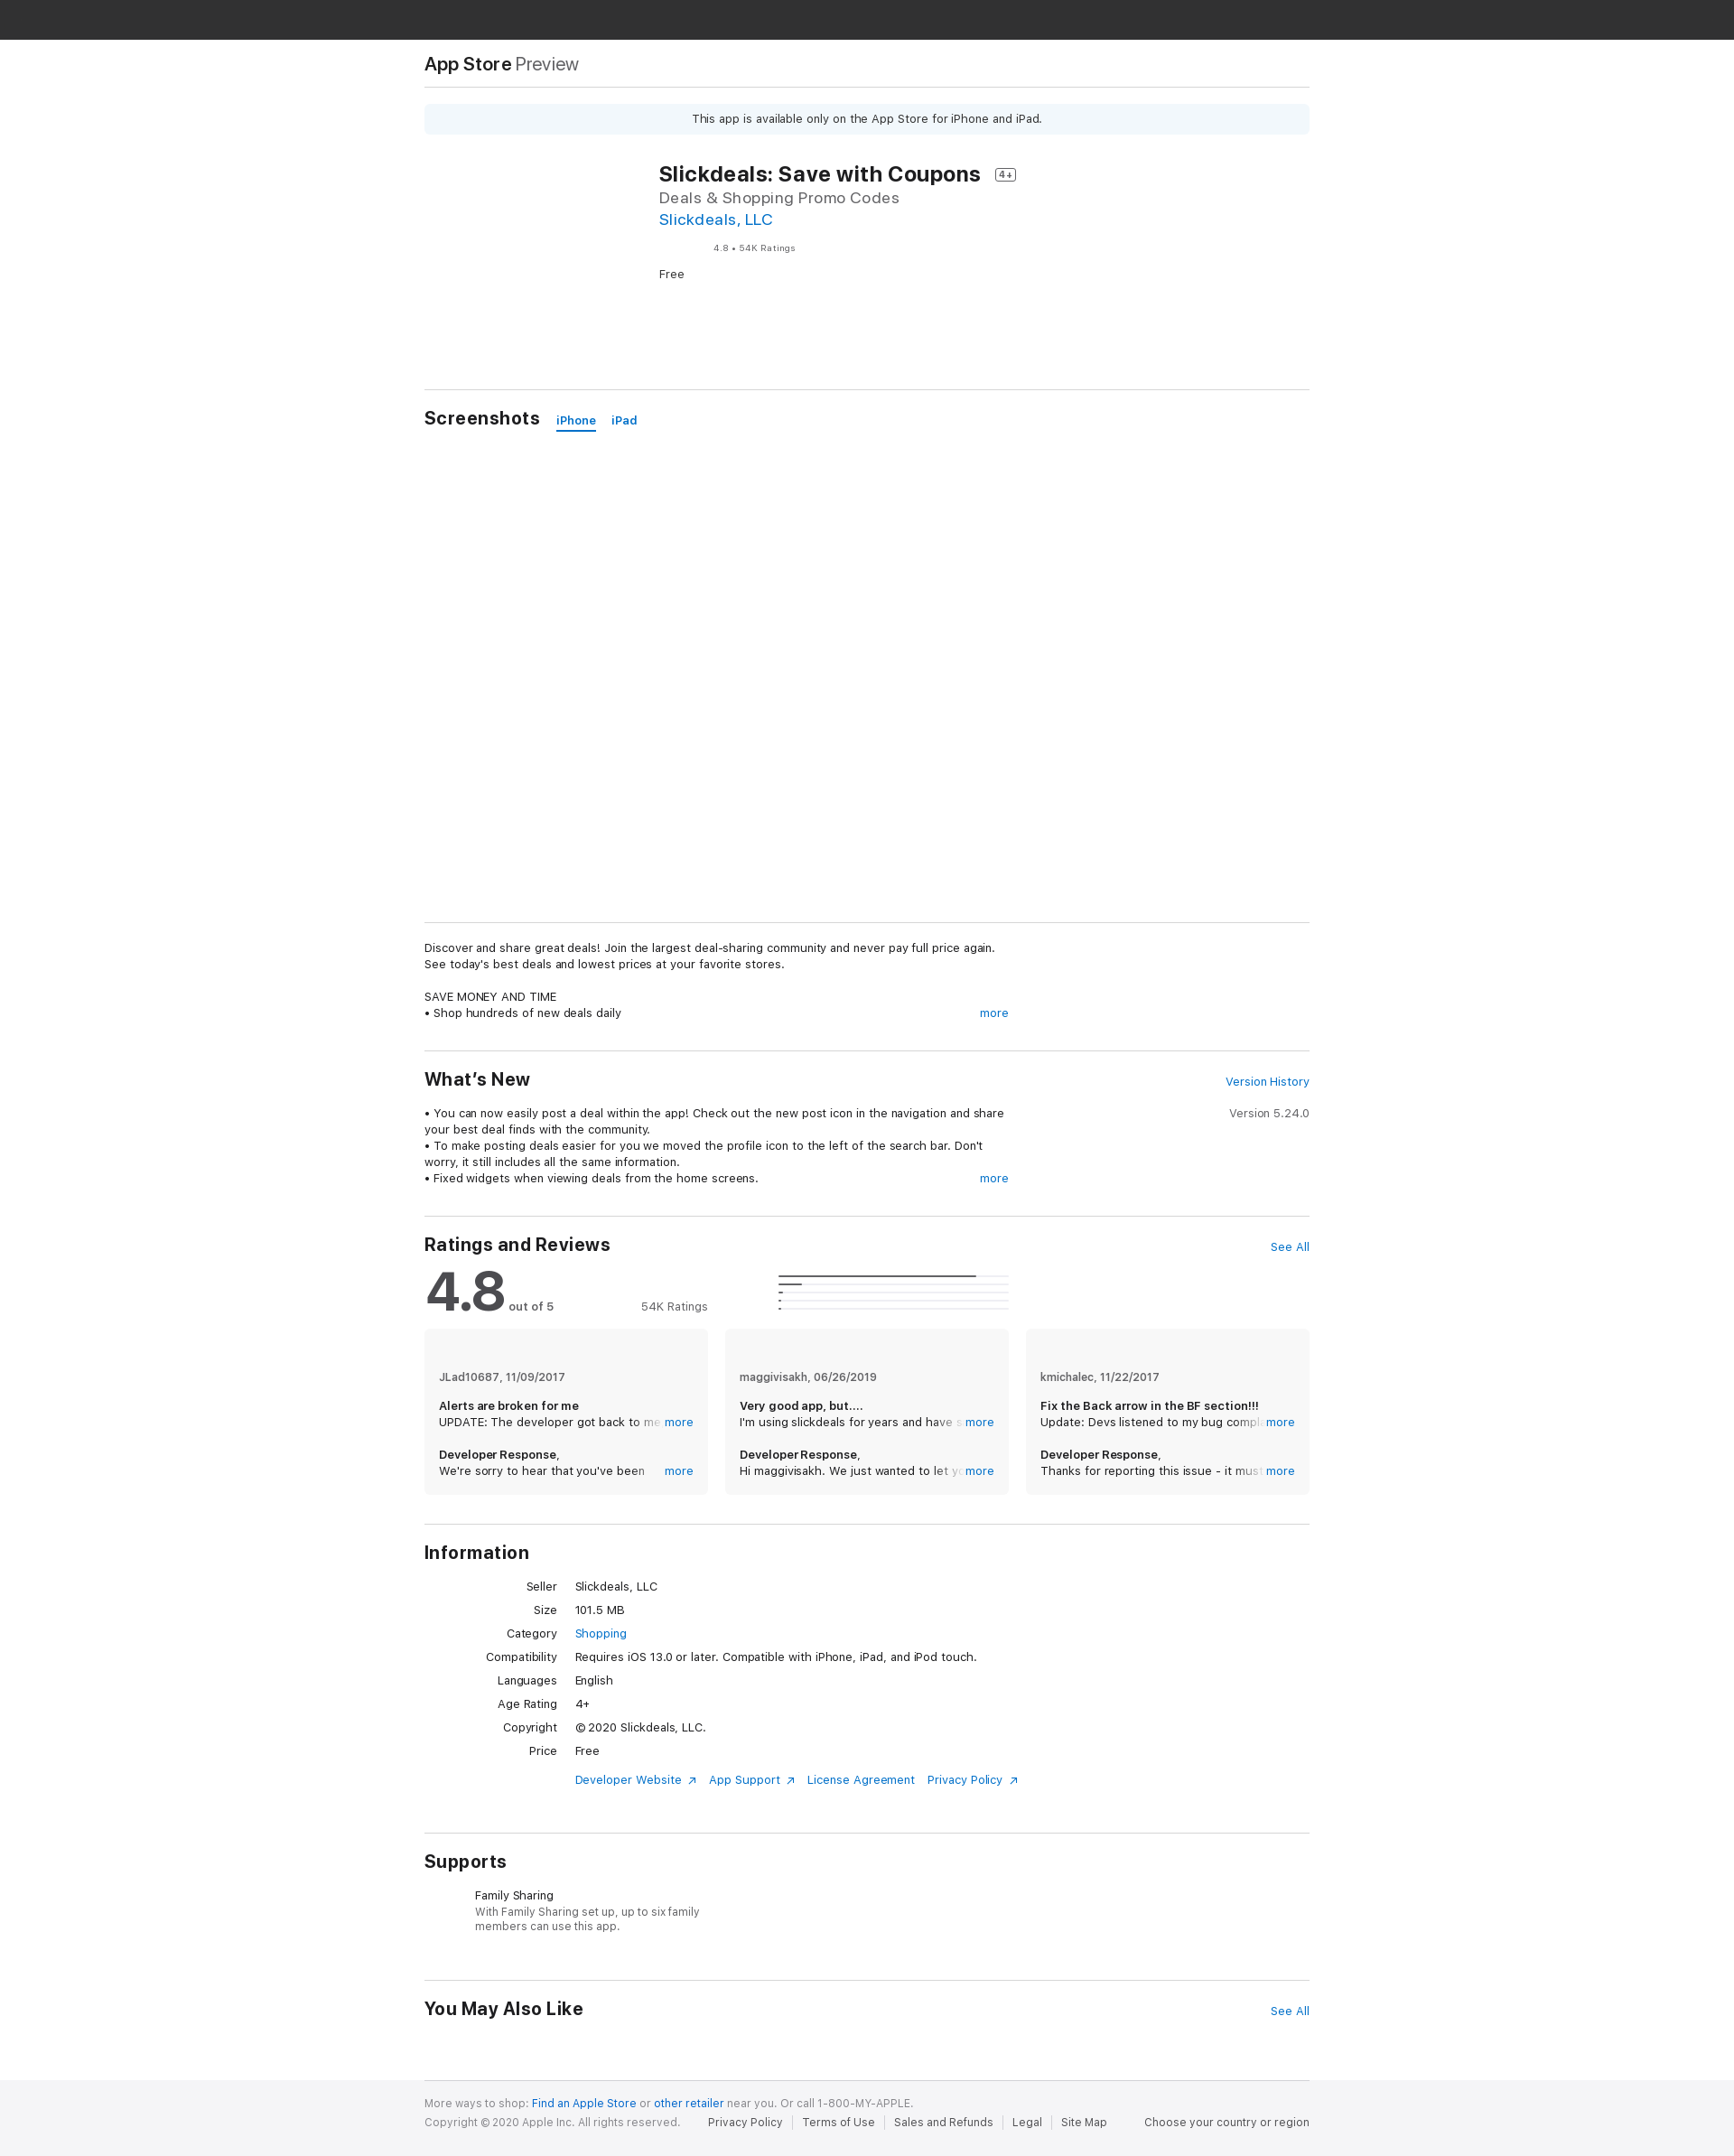 App Store Preview
This app is available only on the App Store for iPhone and iPad.
Slickdeals: Save with Coupons 4+
Deals & Shopping Promo Codes
Slickdeals, LLC
4.8 • 54K Ratings
Free
Screenshots iPhone iPad
Discover and share great deals! Join the largest deal-sharing community and never pay full price again.
See today's best deals and lowest prices at your favorite stores.
SAVE MONEY AND TIME
• Shop hundreds of new deals daily more
What's New Version History
• You can now easily post a deal within the app! Check out the new post icon in the navigation and share
your best deal finds with the community.
Version 5.24.0
• To make posting deals easier for you we moved the profile icon to the left of the search bar. Don't
worry, it still includes all the same information.
• Fixed widgets when viewing deals from the home screens. more
Ratings and Reviews See All
4.8 out of 5 54K Ratings
JLad10687, 11/09/2017
Alerts are broken for me
UPDATE: The developer got back to me more
Developer Response,
We're sorry to hear that you've been more
maggivisakh, 06/26/2019
Very good app, but....
I'm using slickdeals for years and have more
Developer Response,
Hi maggivisakh. We just wanted to let more
kmichalec, 11/22/2017
Fix the Back arrow in the BF section!!!
Update: Devs listened to my bug more
Developer Response,
Thanks for reporting this issue - it must more
Information
Seller Slickdeals, LLC
Size 101.5 MB
Category Shopping
Compatibility Requires iOS 13.0 or later. Compatible with iPhone, iPad, and iPod touch.
Languages English
Age Rating 4+
Copyright © 2020 Slickdeals, LLC.
Price Free
Developer Website App Support License Agreement Privacy Policy
Supports
Family Sharing
With Family Sharing set up, up to six family
members can use this app.
You May Also Like See All
More ways to shop: Find an Apple Store or other retailer near you. Or call 1-800-MY-APPLE.
Copyright © 2020 Apple Inc. All rights reserved. Privacy Policy Terms of Use Sales and Refunds Legal Site Map Choose your country or region